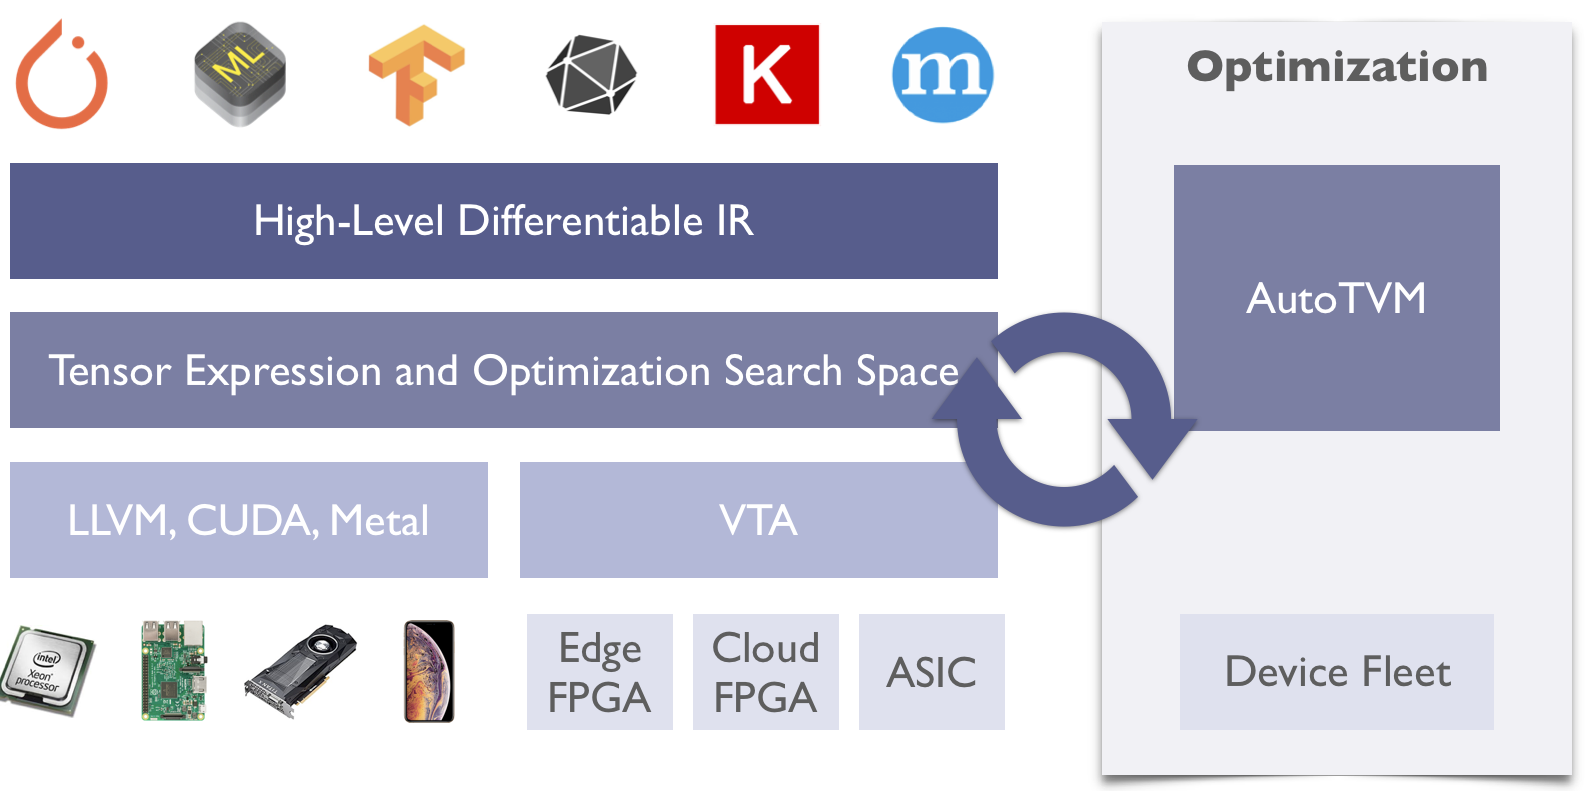 ML
K
m
Optimization
High-Level Differentiable IR
AutoTVM
Tensor Expression and Optimization Search Space
LLVM, CUDA, Metal
VTA
intel
Xeon®
processor
Edge
FPGA
Cloud
FPGA
ASIC
Device Fleet